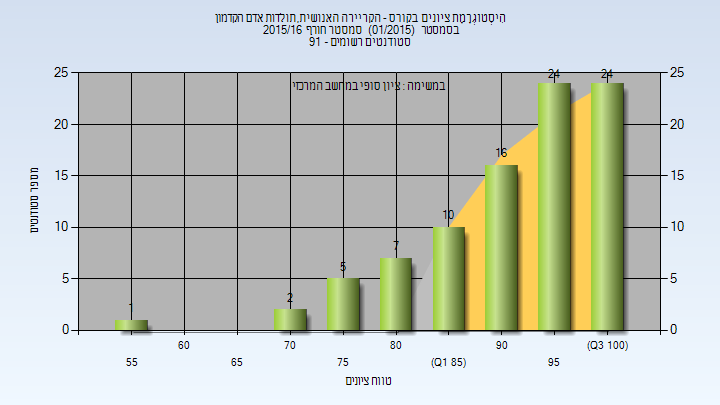 היסטוגרמת ציונים בקורס - הקריירה האנושית,תולדות אדם הקדמון
בסמסטר (01/2015) סמסטר חורף 2015/16
סטודנטים רשומים - 91
במשימה : ציון סופי במחשב המרכזי
25 25
20 20
15 15
10 10
5 5
0 0
1 2 5 7 10 16 24 24
מספר סטודנטים
60 70 80 90 (Q3 100)
55 65 75 (Q1 85) 95
טווח ציונים